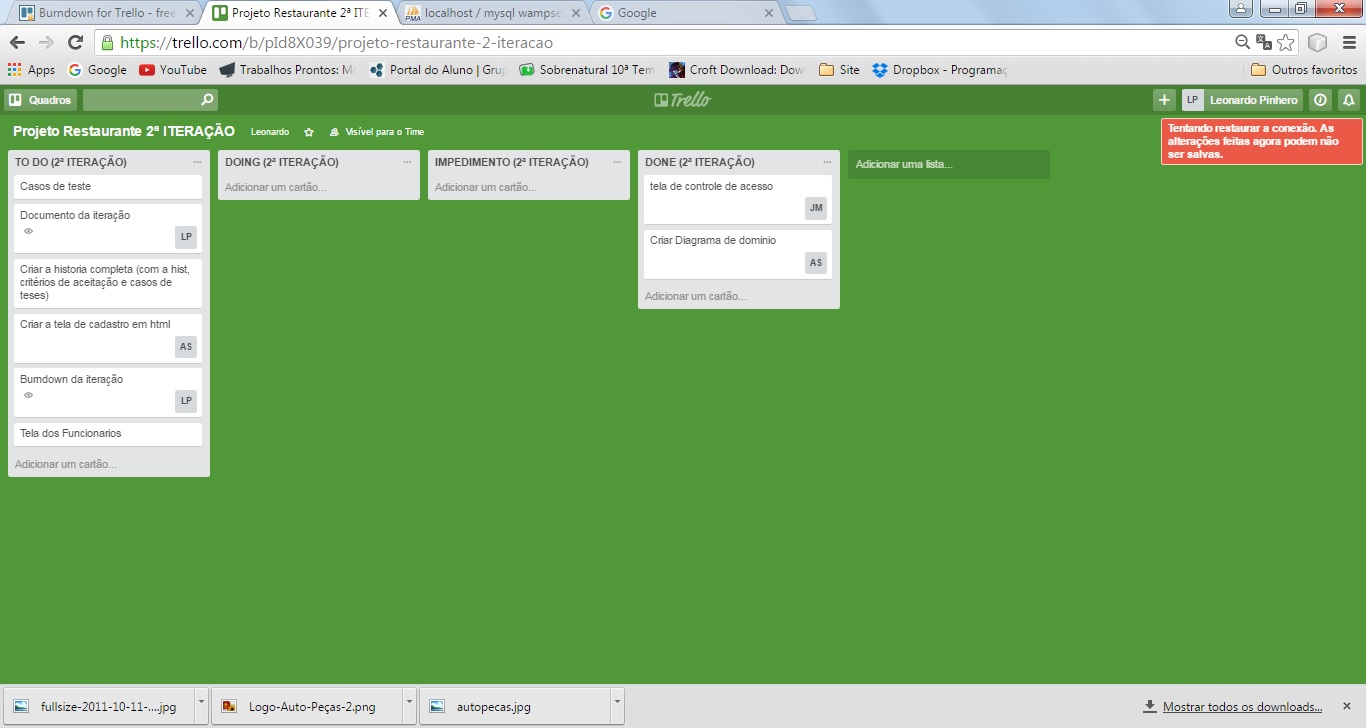 Burndown for Trello - free
Projeto Restaurante 2ª ITE
localhost / mysql wampse
Google
https://trello.com/b/pId8X039/projeto-restaurante-2-iteracao
Apps
Google
YouTube
Trabalhos Prontos: Mo
Portal do Aluno | Grup
Sobrenatural 10ª Tem
Croft Download: Dow
Site
Dropbox - Programaç
Outros favoritos
Quadros
Trello
LP
Leonardo Pinhero
Projeto Restaurante 2ª ITERAÇÃO
Leonardo
Visível para o Time
Tentando restaurar a conexão. As
alterações feitas agora podem não
ser salvas.
TO DO (2ª ITERAÇÃO)
Casos de teste
Documento da iteração
LP
Criar a historia completa (com a hist,
critérios de aceitação e casos de
teses)
Criar a tela de cadastro em html
AS
Burndown da iteração
LP
Tela dos Funcionarios
Adicionar um cartão...
DOING (2ª ITERAÇÃO)
Adicionar um cartão...
IMPEDIMENTO (2ª ITERAÇÃO)
Adicionar um cartão...
DONE (2ª ITERAÇÃO)
tela de controle de acesso
JM
Criar Diagrama de dominio
AS
Adicionar um cartão...
Adicionar uma lista...
fullsize-2011-10-11-....jpg
Logo-Auto-Peças-2.png
autopecas.jpg
Mostrar todos os downloads...